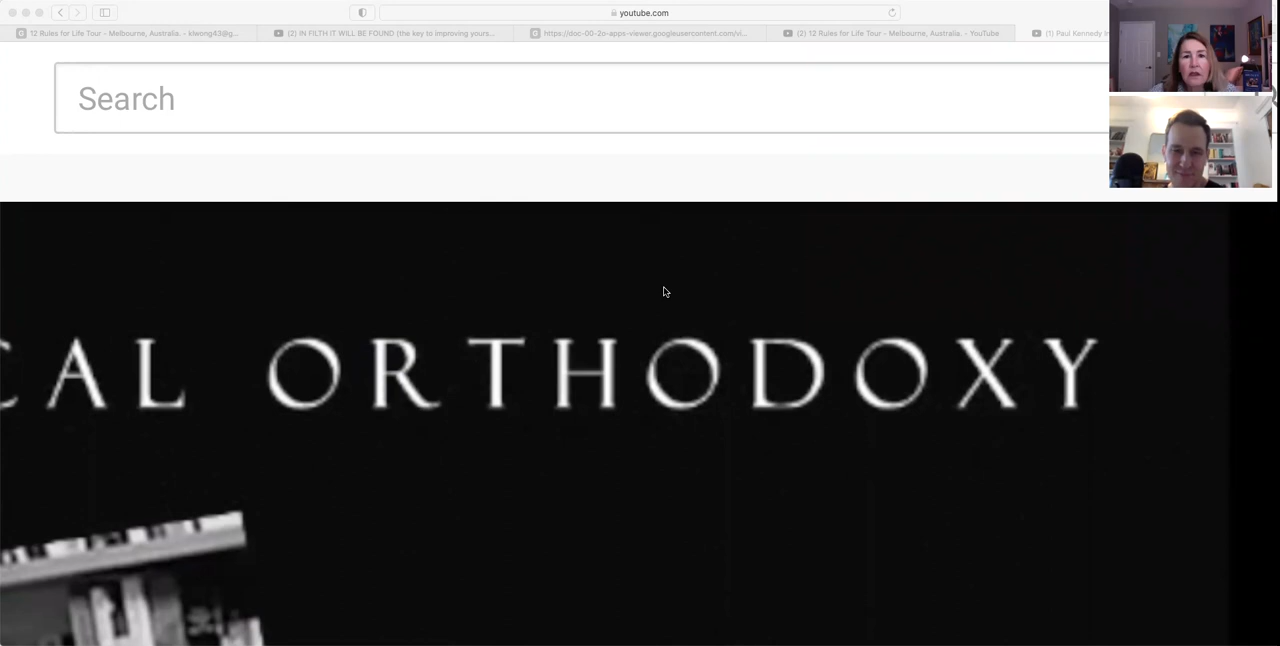 youtube.com
12 Rules for Life Tour - Melbourne, Australia. - kiwong43@g...
(2) IN FILTH IT WILL BE FOUND (the key to improving yours...
https://doc-00-2o-apps-viewer.googleusercontent.com/vi...
(2) 12 Rules for Life Tour - Melbourne, Australia. - YouTube
(1) Paul Kennedy In
Search
CAL ORTHODOXY